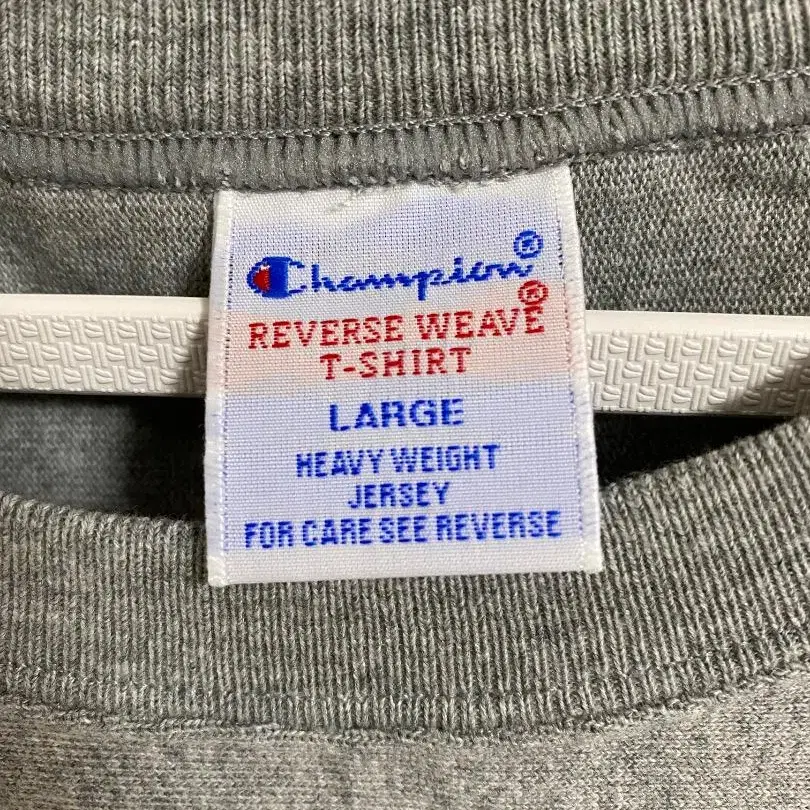 Champion®
REVERSE WEAVE®
T-SHIRT
LARGE
HEAVY WEIGHT
JERSEY
FOR CARE SEE REVERSE